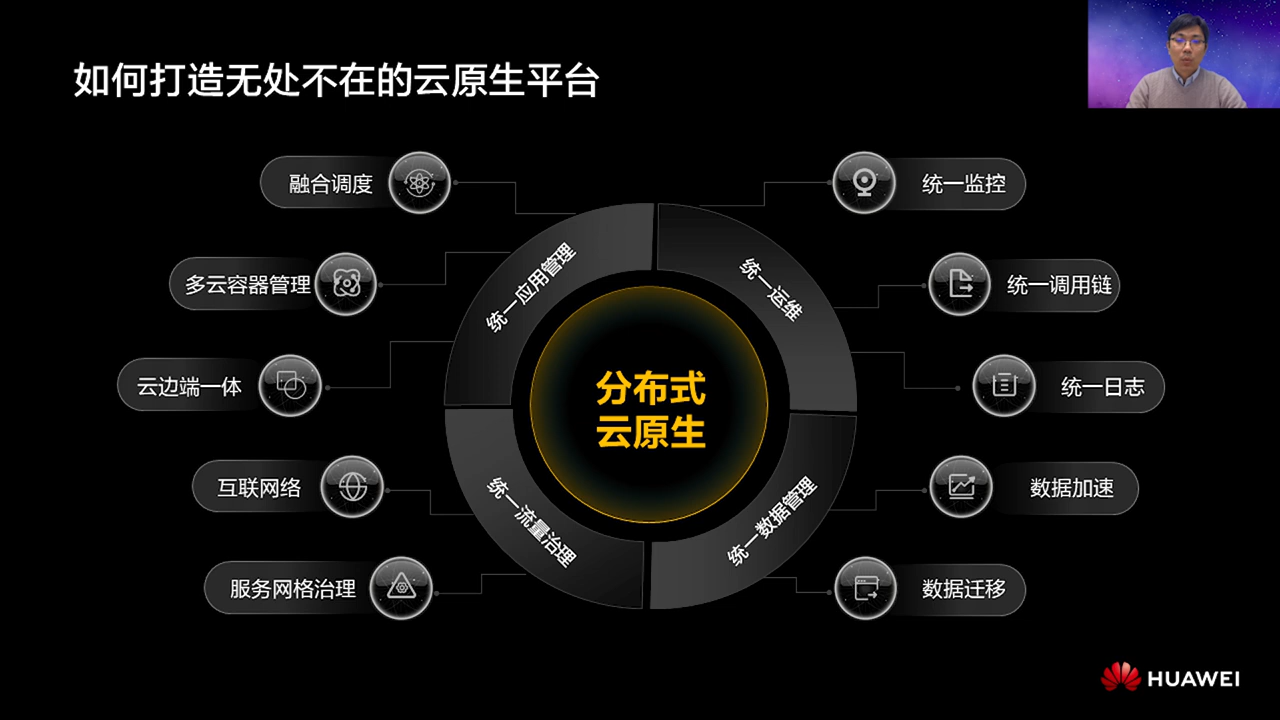 如何打造无处不在的云原生平台
融合调度
多云容器管理
云边端一体
互联网络
服务网格治理
统一应用管理
统一运维
统一流量治理
统一数据管理
分布式
云原生
统一监控
统一调用链
统一日志
数据加速
数据迁移
HUAWEI